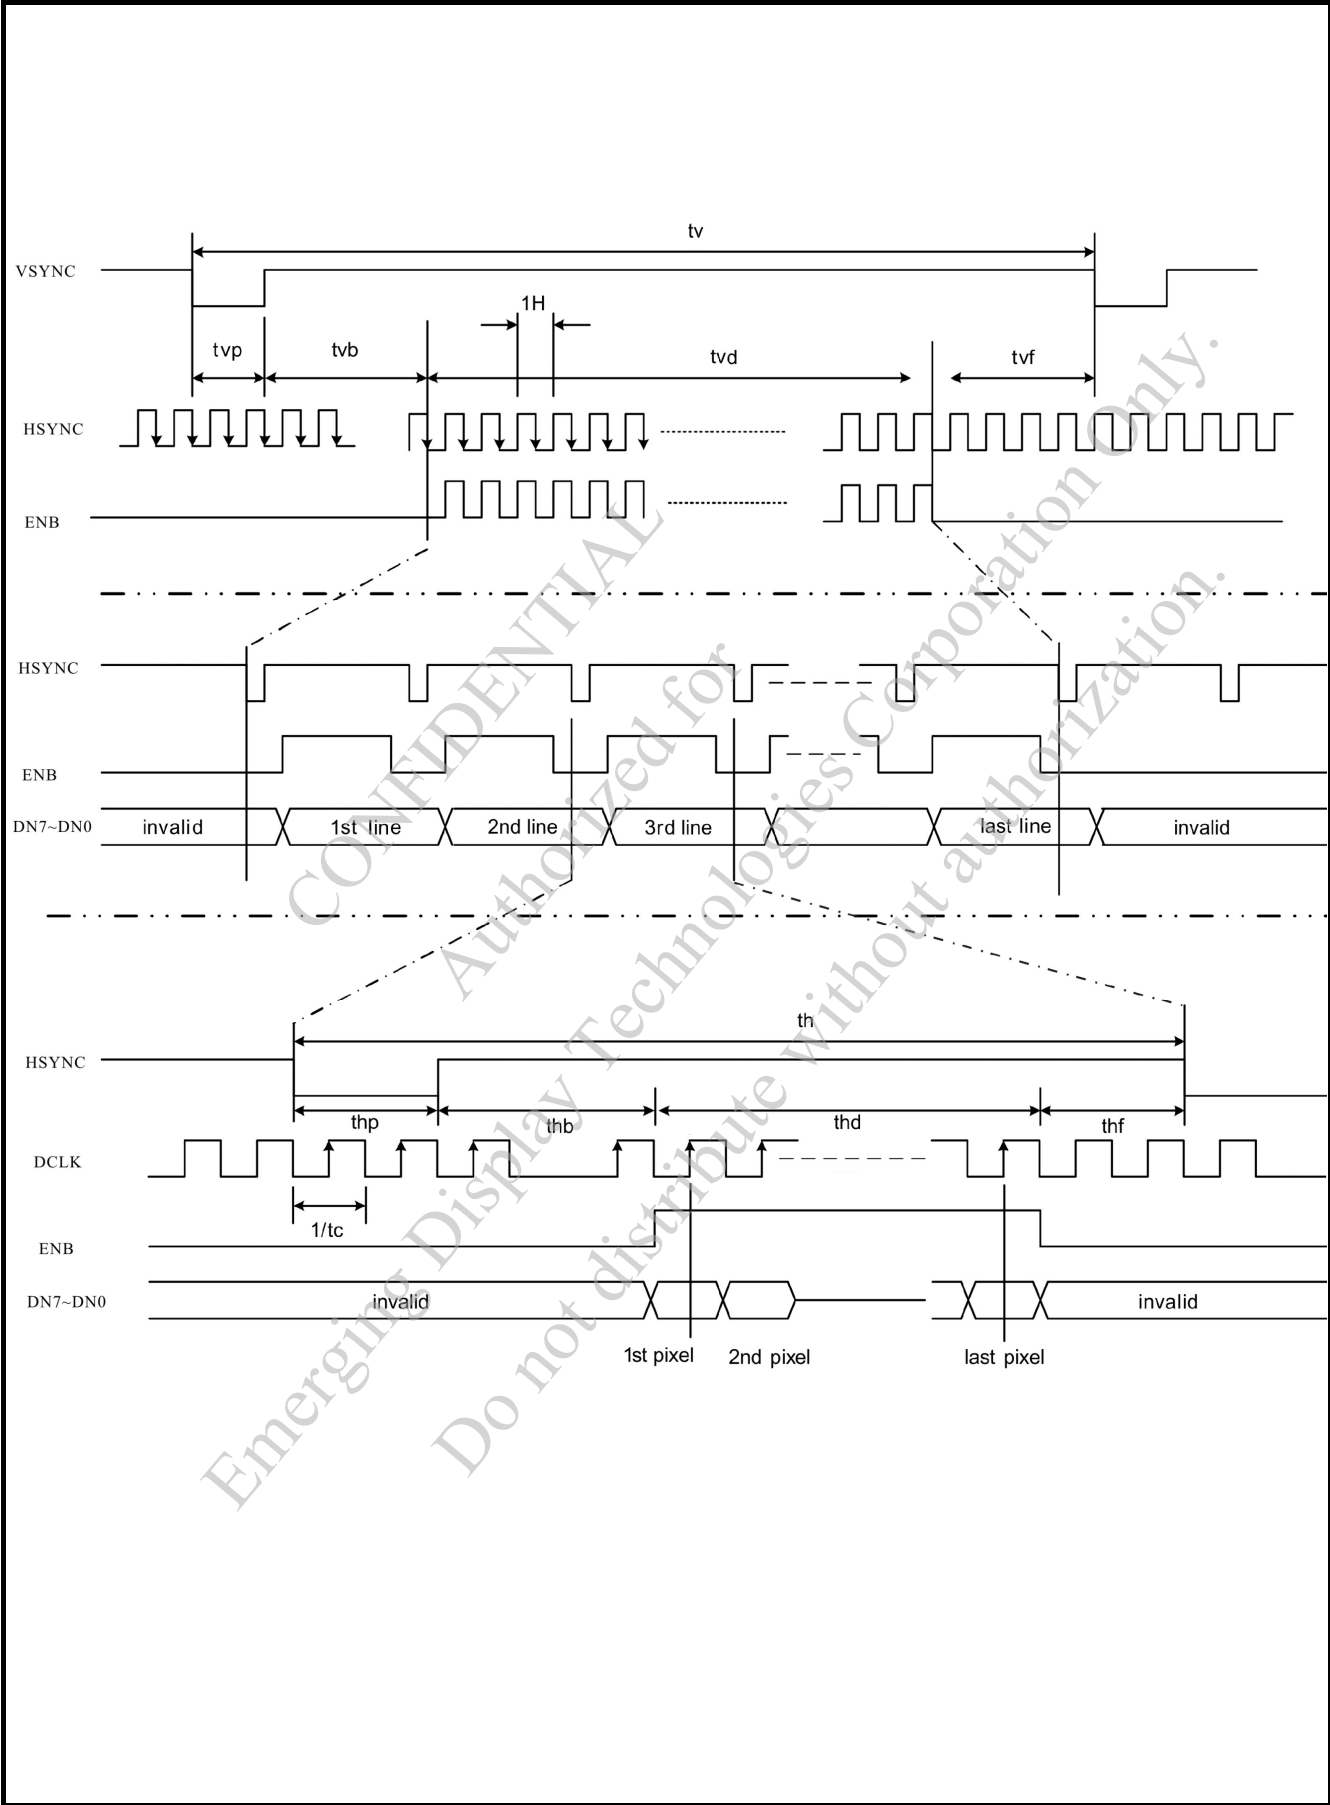 tv
VSYNC
1H
tvp
tvb
tvd
tvf
HSYNC
ENB
HSYNC
ENB
DN7~DN0
invalid
1st line
2nd line
3rd line
last line
invalid
th
HSYNC
thp
thb
thd
thf
DCLK
1/tc
ENB
DN7~DN0
invalid
invalid
1st pixel
2nd pixel
last pixel
CONFIDENTIAL
Authorized for
Emerging Display Technologies Corporation Only.
Do not distribute without authorization.